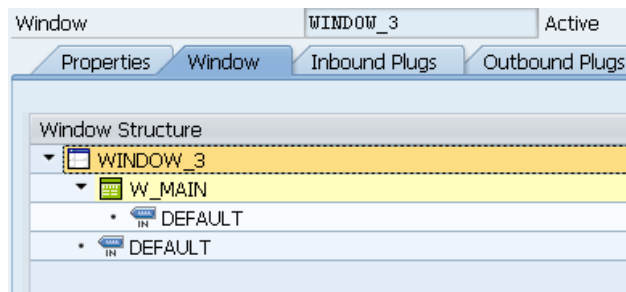 Window WINDOW_3 Active
Properties Window Inbound Plugs Outbound Plugs
Window Structure
WINDOW_3
W_MAIN
IN DEFAULT
IN DEFAULT